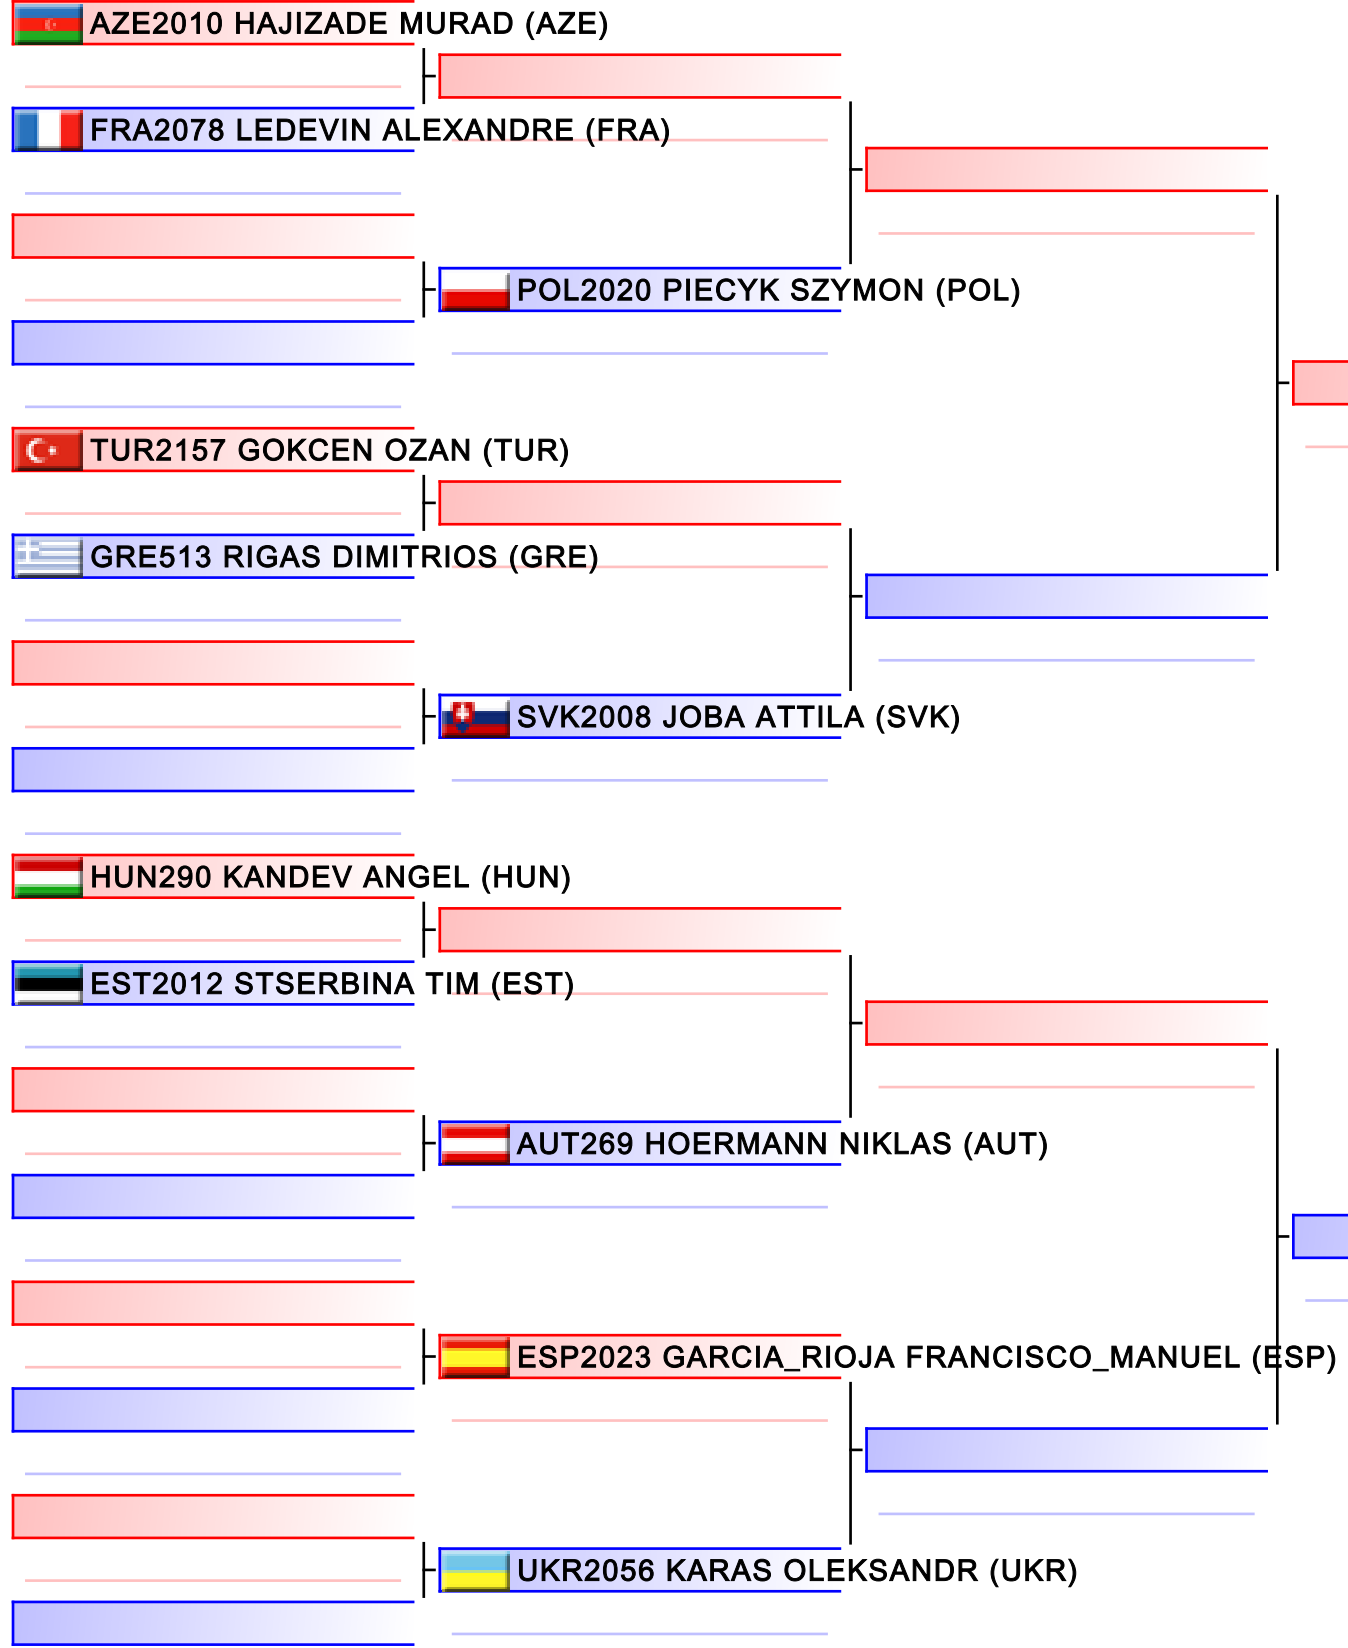 AZE2010 HAJIZADE MURAD (AZE)
FRA2078 LEDEVIN ALEXANDRE (FRA)
POL2020 PIECYK SZYMON (POL)
TUR2157 GOKCEN OZAN (TUR)
GRE513 RIGAS DIMITRIOS (GRE)
SVK2008 JOBA ATTILA (SVK)
HUN290 KANDEV ANGEL (HUN)
EST2012 STSERBINA TIM (EST)
AUT269 HOERMANN NIKLAS (AUT)
ESP2023 GARCIA_RIOJA FRANCISCO_MANUEL (ESP)
UKR2056 KARAS OLEKSANDR (UKR)